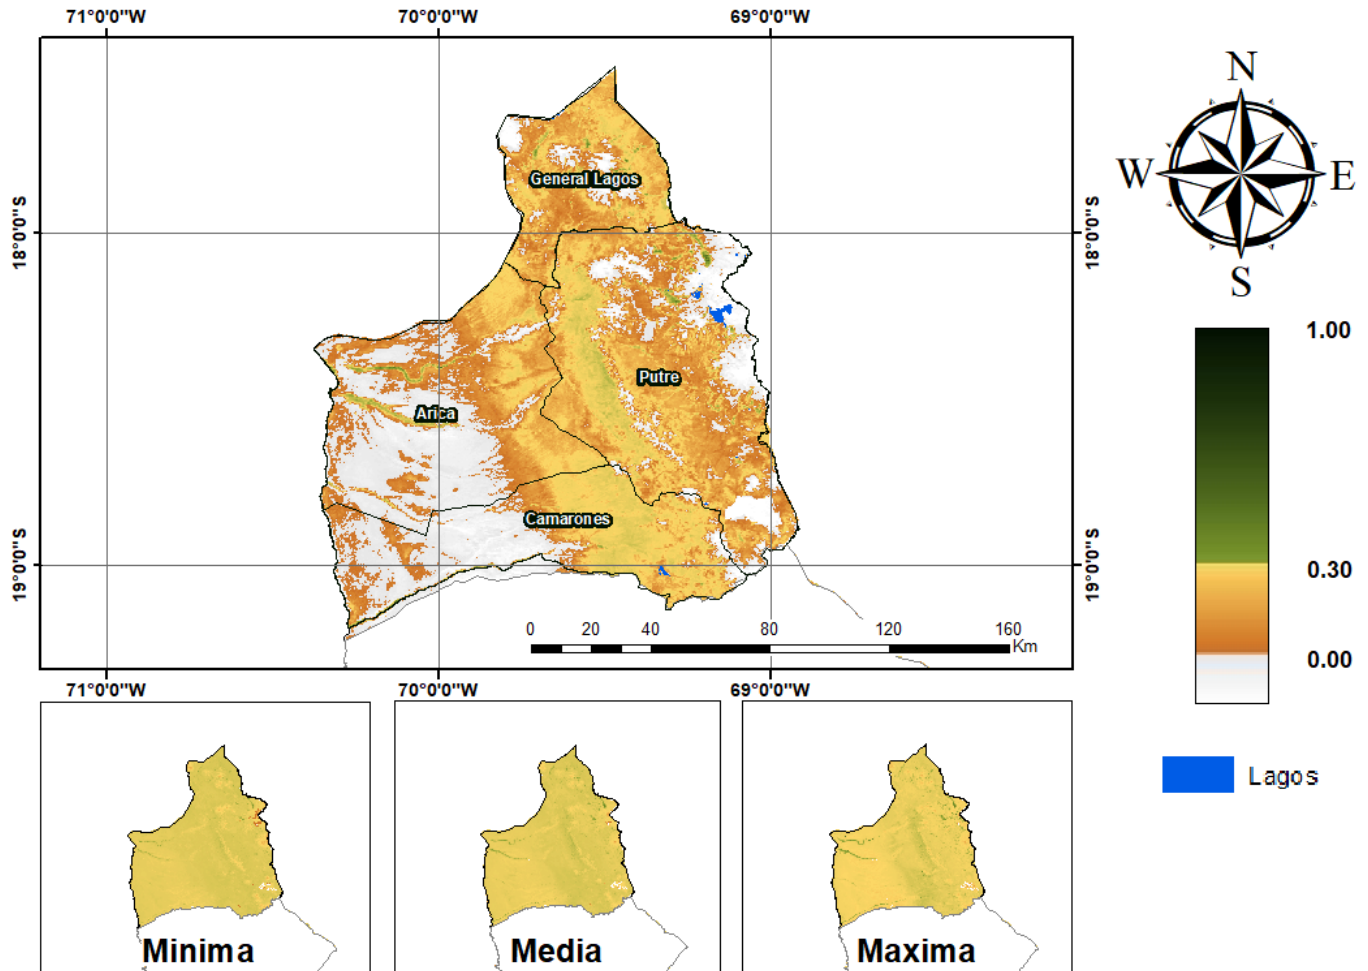 71°0'0"W 70°0'0"W 69°0'0"W
N
W E
S
18°0'0"S 18°0'0"S
General Lagos
Putre
Arica
Camarones
19°0'0"S 19°0'0"S
0 20 40 80 120 160
Km
71°0'0"W 70°0'0"W 69°0'0"W
1.00
0.30
0.00
Lagos
Minima Media Maxima